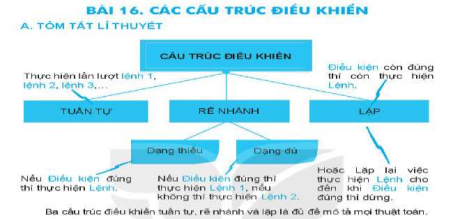 BÀI 16. CÁC CẤU TRÚC ĐIỀU KHIỂN
A. TÓM TẮT LÍ THUYẾT
CẤU TRÚC ĐIỀU KHIỂN
Thực hiện lần lượt lệnh 1,
lệnh 2, lệnh 3,...
Điều kiện còn đúng
thì còn thực hiện
Lệnh.
TUẦN TỰ
RẼ NHÁNH
LẶP
Dạng thiếu
Dạng đủ
Nếu Điều kiện đúng
thì thực hiện Lệnh.
Nếu Điều kiện đúng thì
thực hiện Lệnh 1, nếu
không thì thực hiện Lệnh 2.
Hoặc Lặp lại việc
thực hiện Lệnh cho
đến khi Điều kiện
đúng thì dừng.
Ba cấu trúc điều khiển tuần tự, rẽ nhánh và lặp là đủ để mô tả mọi thuật toán.